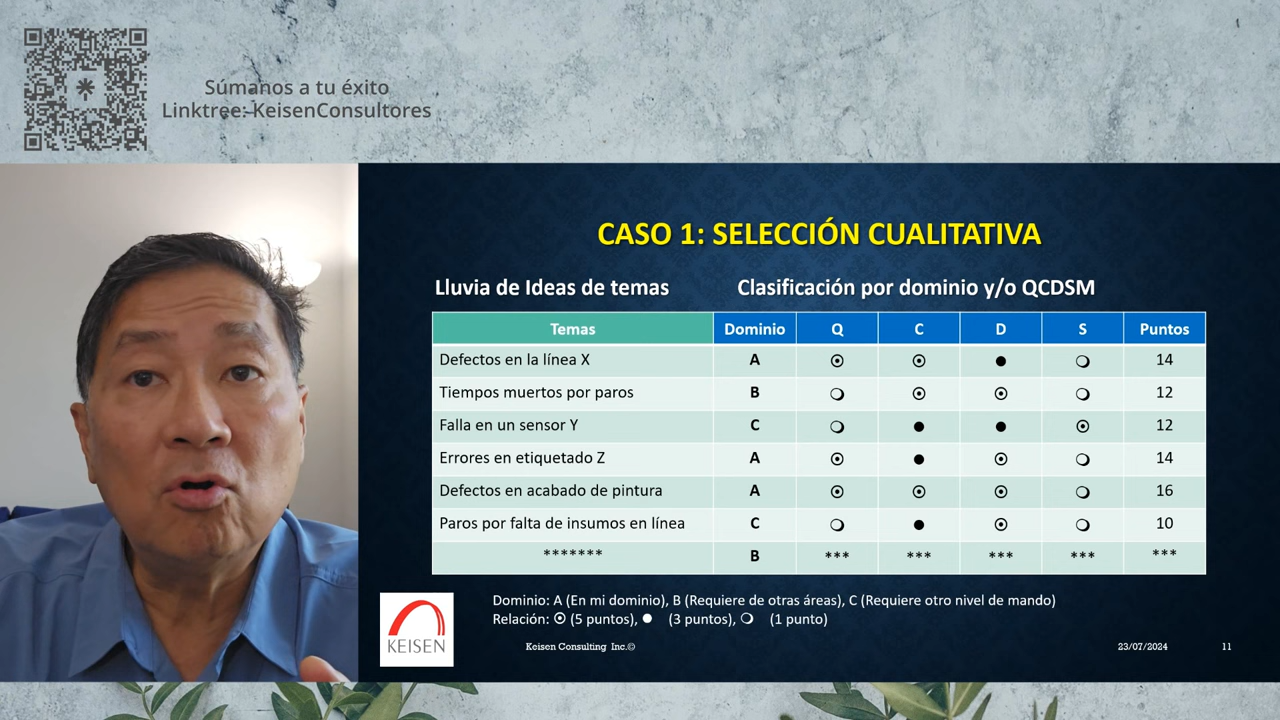 Súmanos a tu éxito
Linktree: KeisenConsultores
CASO 1: SELECCIÓN CUALITATIVA
Lluvia de Ideas de temas Clasificación por dominio y/o QCDSM
Temas Dominio Q C D S Puntos
Defectos en la línea X A ⦿ ⦿ ● ❍ 14
Tiempos muertos por paros B ❍ ⦿ ⦿ ❍ 12
Falla en un sensor Y C ❍ ● ● ⦿ 12
Errores en etiquetado Z A ⦿ ● ⦿ ❍ 14
Defectos en acabado de pintura A ⦿ ⦿ ⦿ ❍ 16
Paros por falta de insumos en línea C ❍ ● ⦿ ❍ 10
******* B *** *** *** *** ***
Dominio: A (En mi dominio), B (Requiere de otras áreas), C (Requiere otro nivel de mando)
Relación: ⦿ (5 puntos), ● (3 puntos), ❍ (1 punto)
KEISEN
Keisen Consulting Inc.© 23/07/2024 11